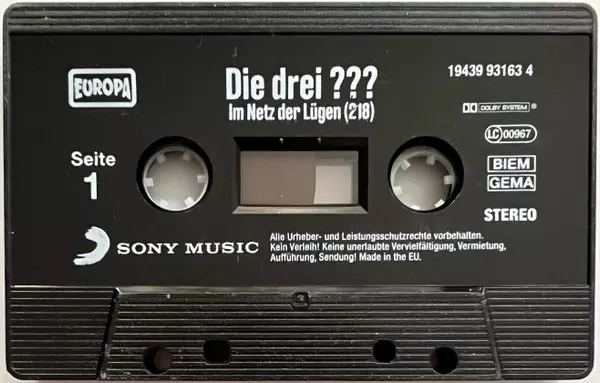 EUROPA
Die drei ???
Im Netz der Lügen (218)
19439 93163 4
DOLBY SYSTEM ®
LC 00967
BIEM
GEMA
STEREO
Seite
1
SONY MUSIC
Alle Urheber- und Leistungsschutzrechte vorbehalten.
Kein Verleih! Keine unerlaubte Vervielfältigung, Vermietung,
Aufführung, Sendung! Made in the EU.